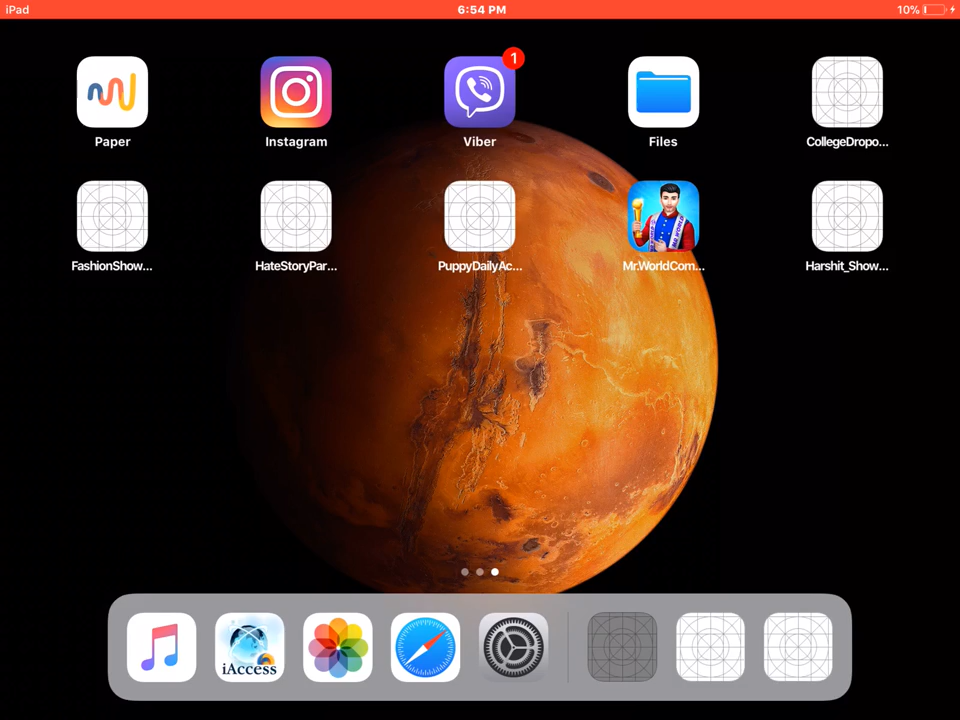 iPad
6:54 PM
10%
1
Paper
Instagram
Viber
Files
CollegeDropo...
FashionShow...
HateStoryPar...
PuppyDailyAc...
Mr.WorldCom...
Harshit_Show...
iAccess